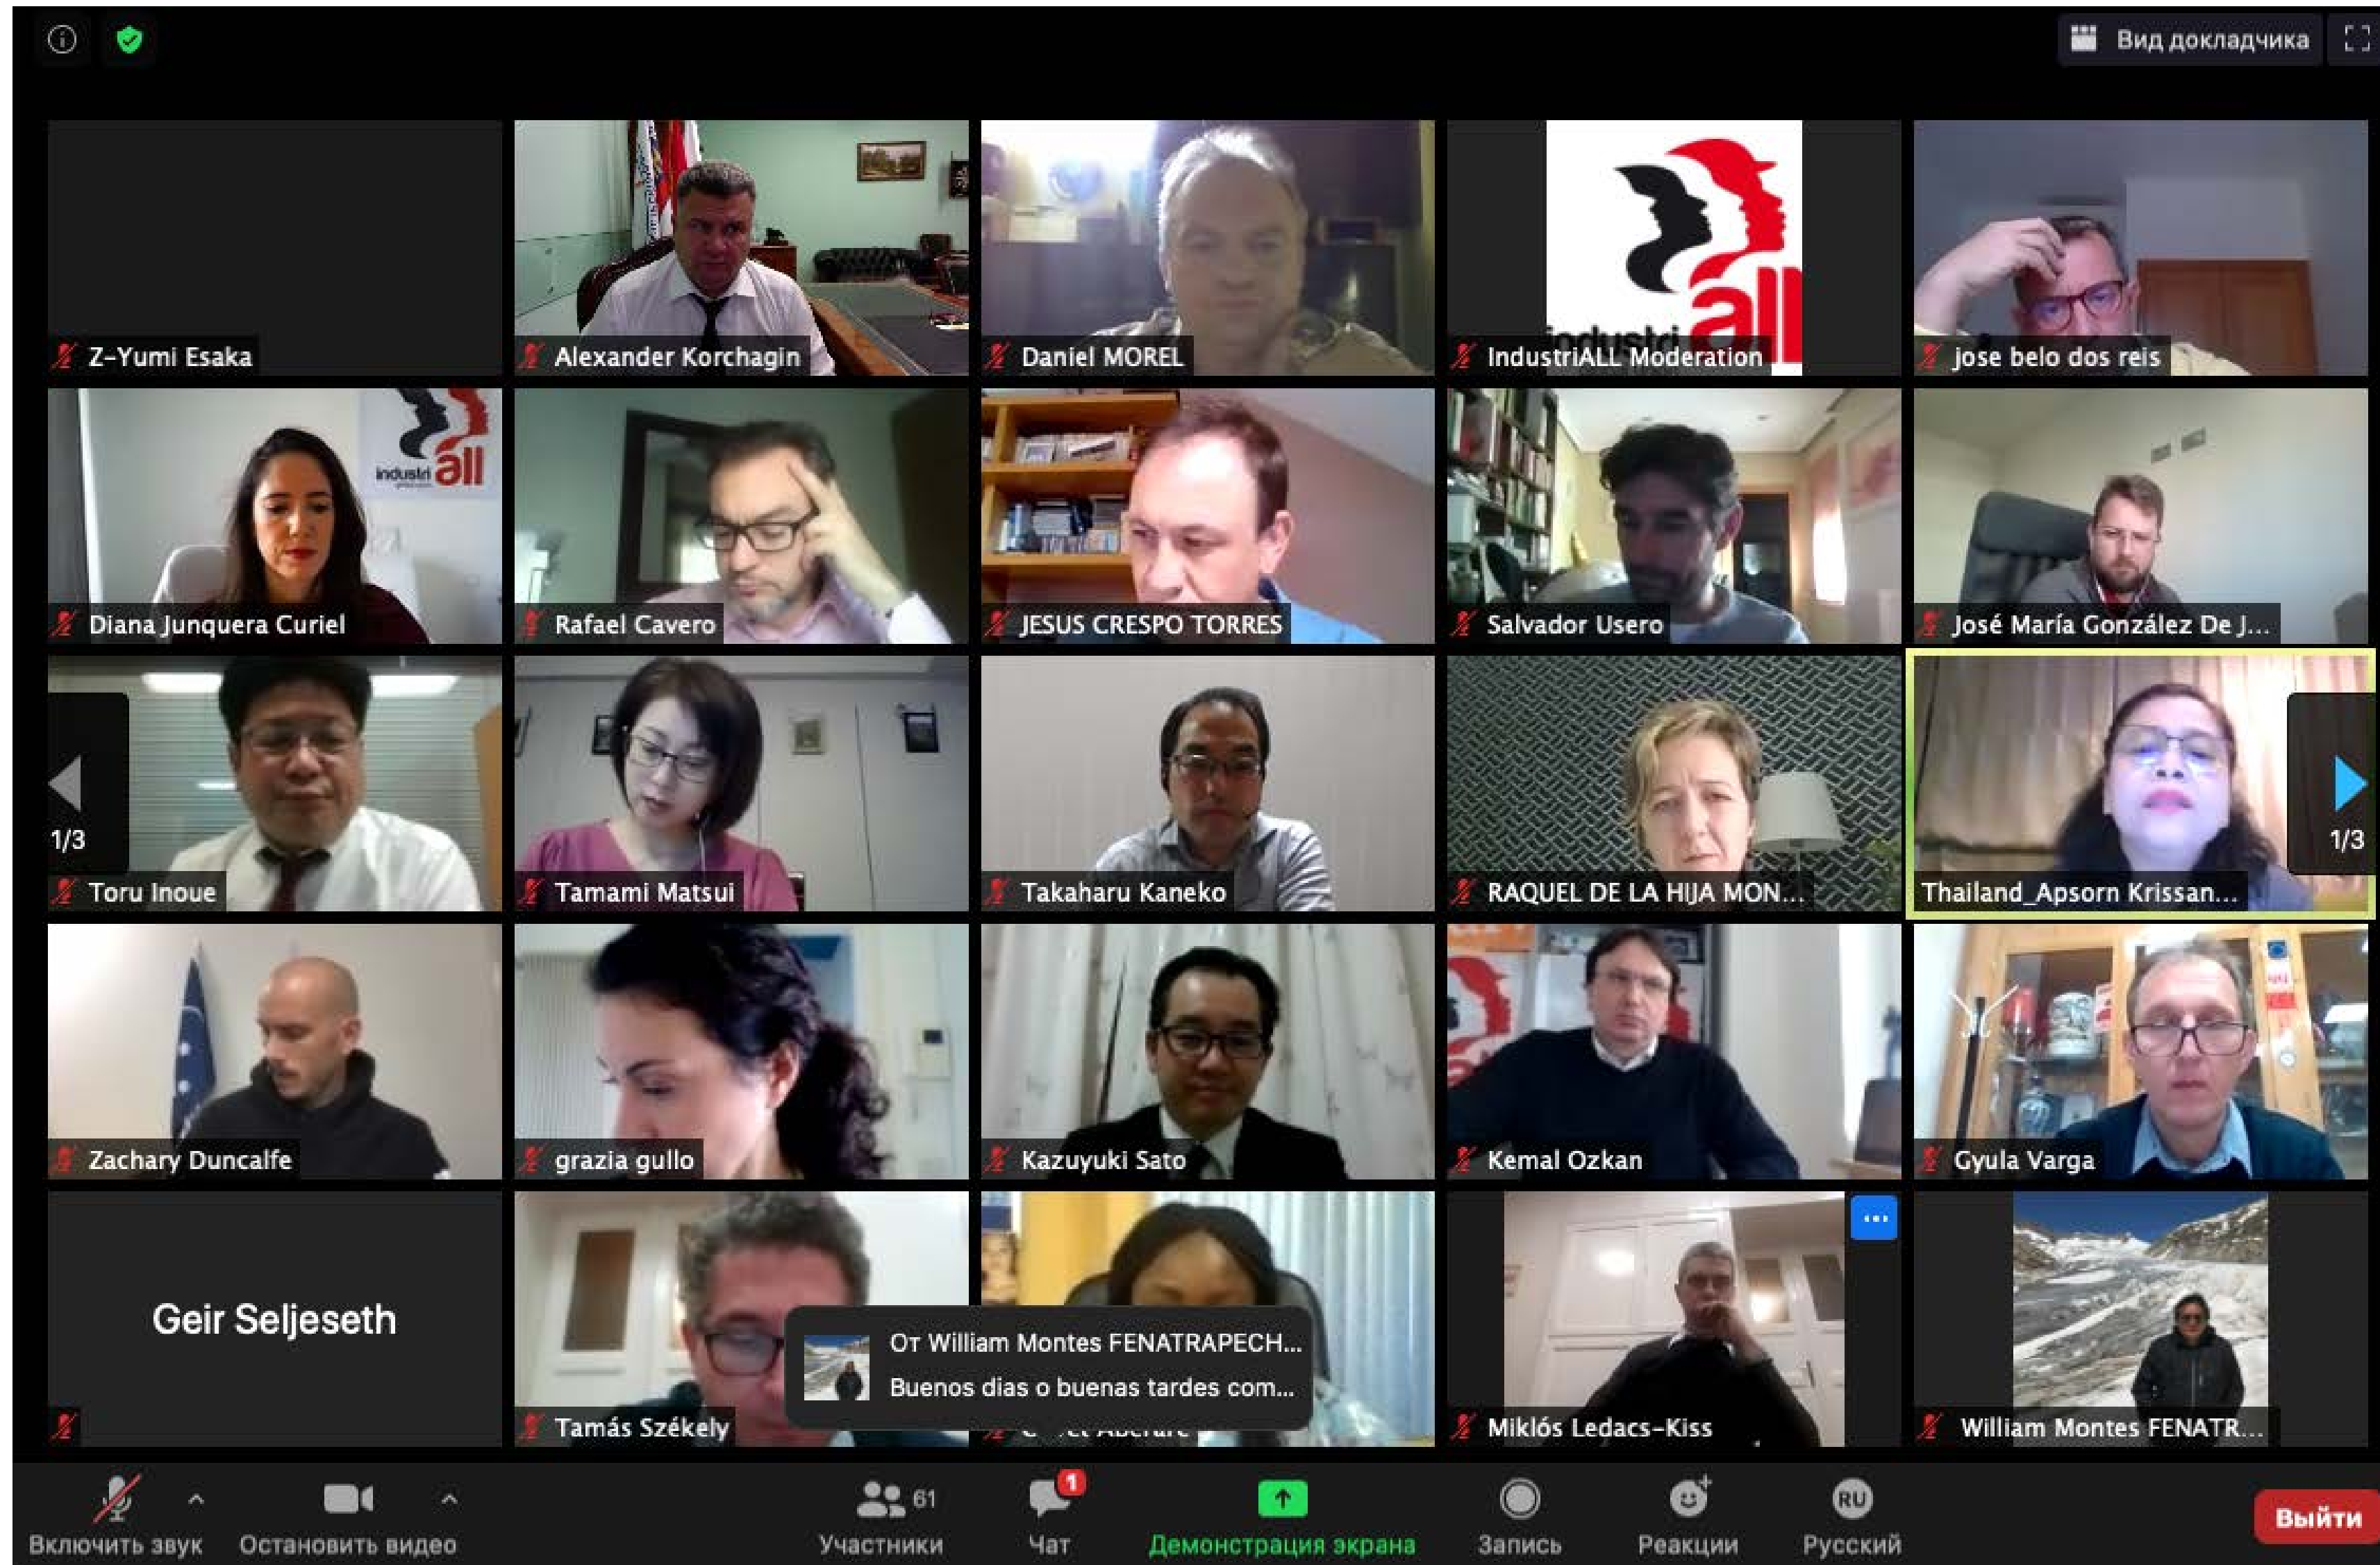 Вид докладчика
Z-Yumi Esaka
Alexander Korchagin
Daniel MOREL
industri all
IndustriALL Moderation
jose belo dos reis
industri all
Diana Junquera Curiel
Rafael Cavero
JESUS CRESPO TORRES
Salvador Usero
José María González De J...
1/3
1/3
Toru Inoue
Tamami Matsui
Takaharu Kaneko
RAQUEL DE LA HIJA MON...
Thailand_Apsorn Krissan...
Zachary Duncalfe
grazia gullo
Kazuyuki Sato
Kemal Ozkan
Gyula Varga
Geir Seljeseth
От William Montes FENATRAPECH...
Buenos dias o buenas tardes com...
Tamás Székely
Miklós Ledacs-Kiss
William Montes FENATR...
61
1
RU
Включить звук
Остановить видео
Участники
Чат
Демонстрация экрана
Запись
Реакции
Русский
Выйти